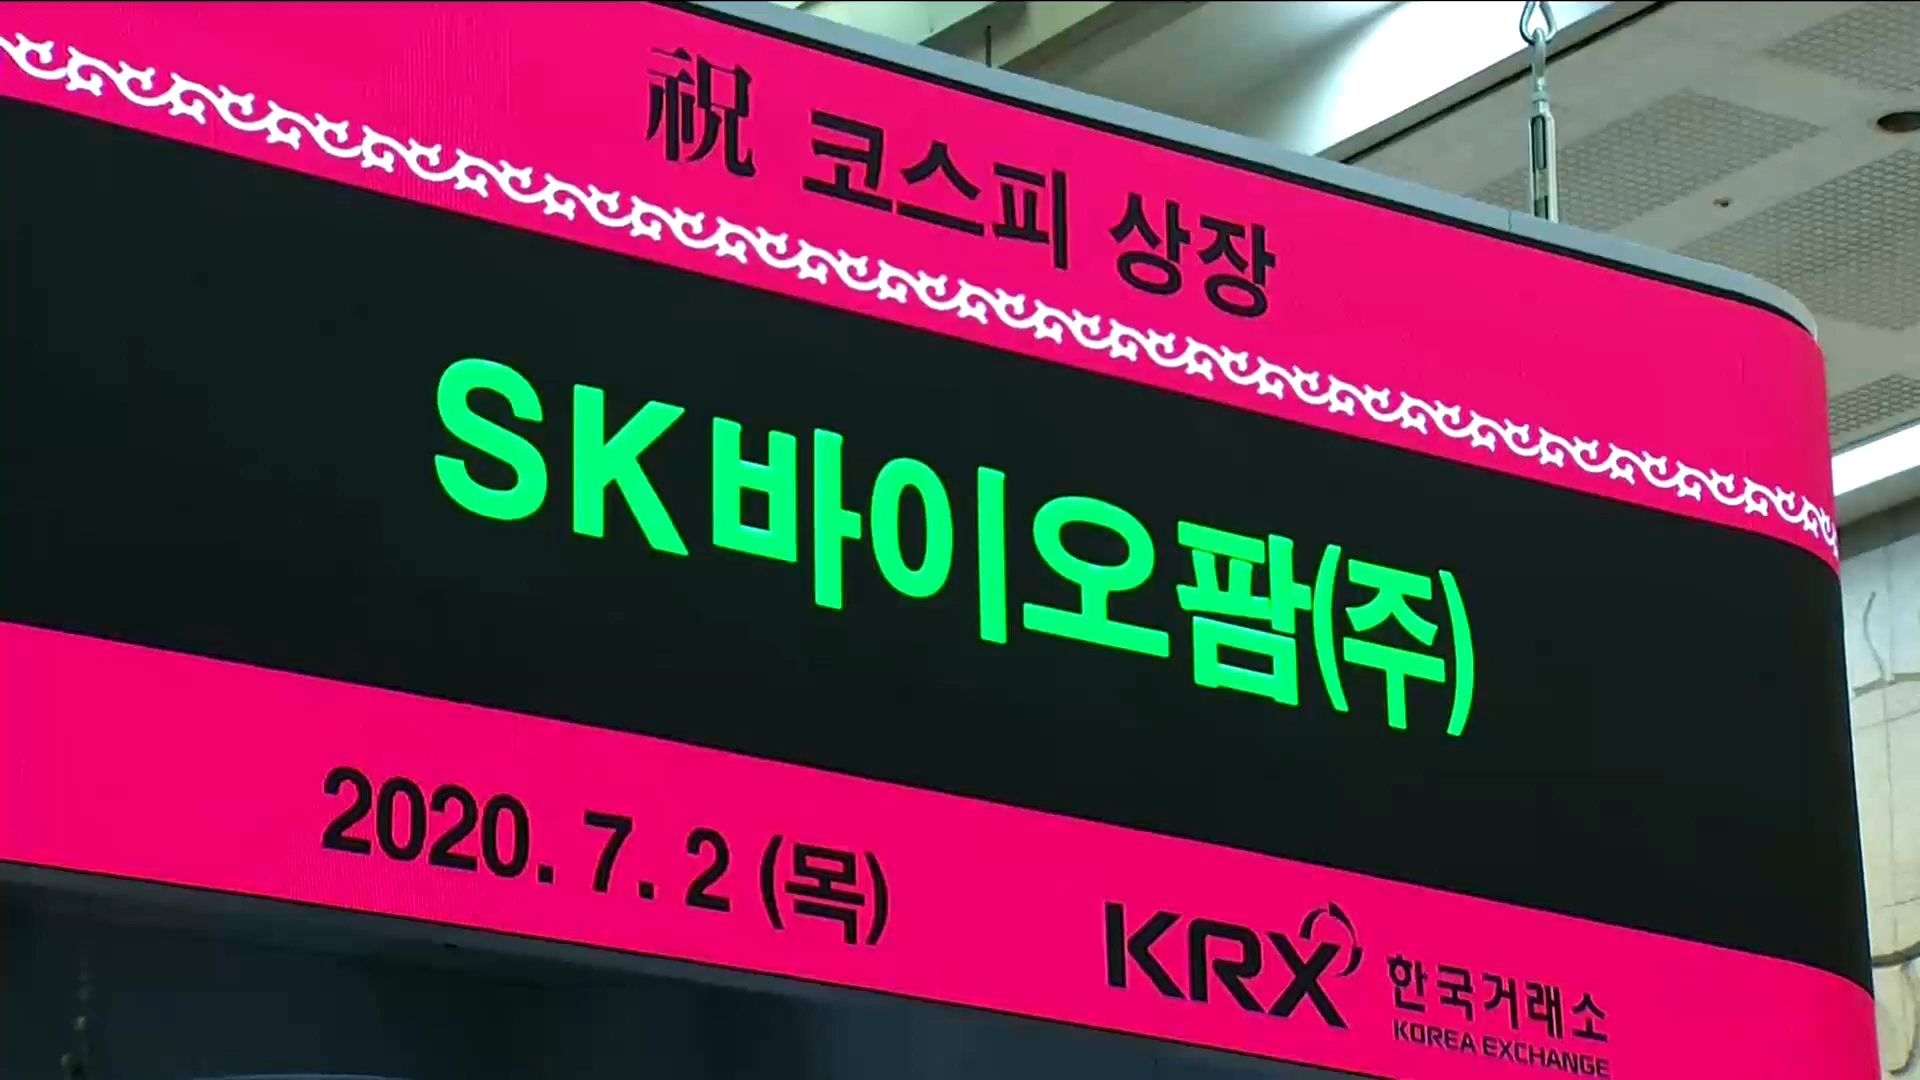 祝 코스피 상장
SK바이오팜(주)
2020. 7. 2 (목)
KRX 한국거래소
KOREA EXCHANGE